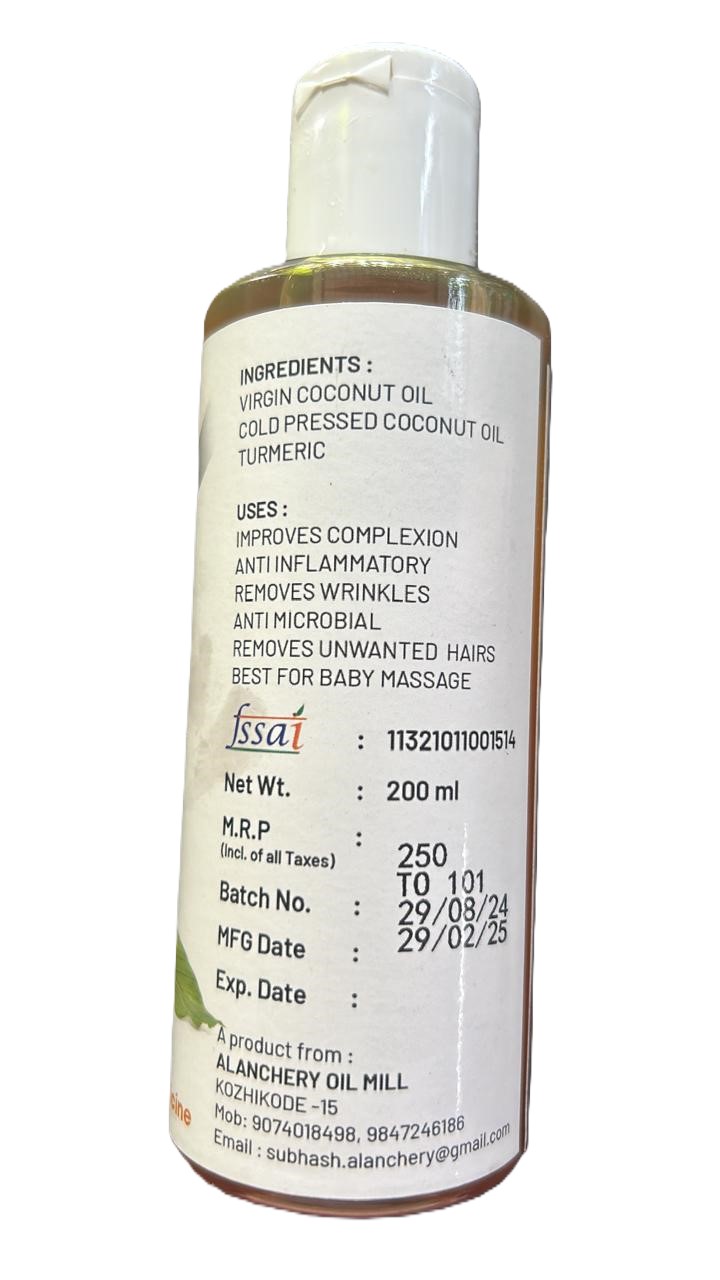 INGREDIENTS :
VIRGIN COCONUT OIL
COLD PRESSED COCONUT OIL
TURMERIC
USES :
IMPROVES COMPLEXION
ANTI INFLAMMATORY
REMOVES WRINKLES
ANTI MICROBIAL
REMOVES UNWANTED HAIRS
BEST FOR BABY MASSAGE
fssai : 11321011001514
Net Wt. : 200 ml
M.R.P :
(Incl. of all Taxes) 250
Batch No. : TO 101
MFG Date : 29/08/24
Exp. Date : 29/02/25
A product from :
ALANCHERY OIL MILL
KOZHIKODE -15
Mob: 9074018498, 9847246186
Email : subhash.alanchery@gmail.com